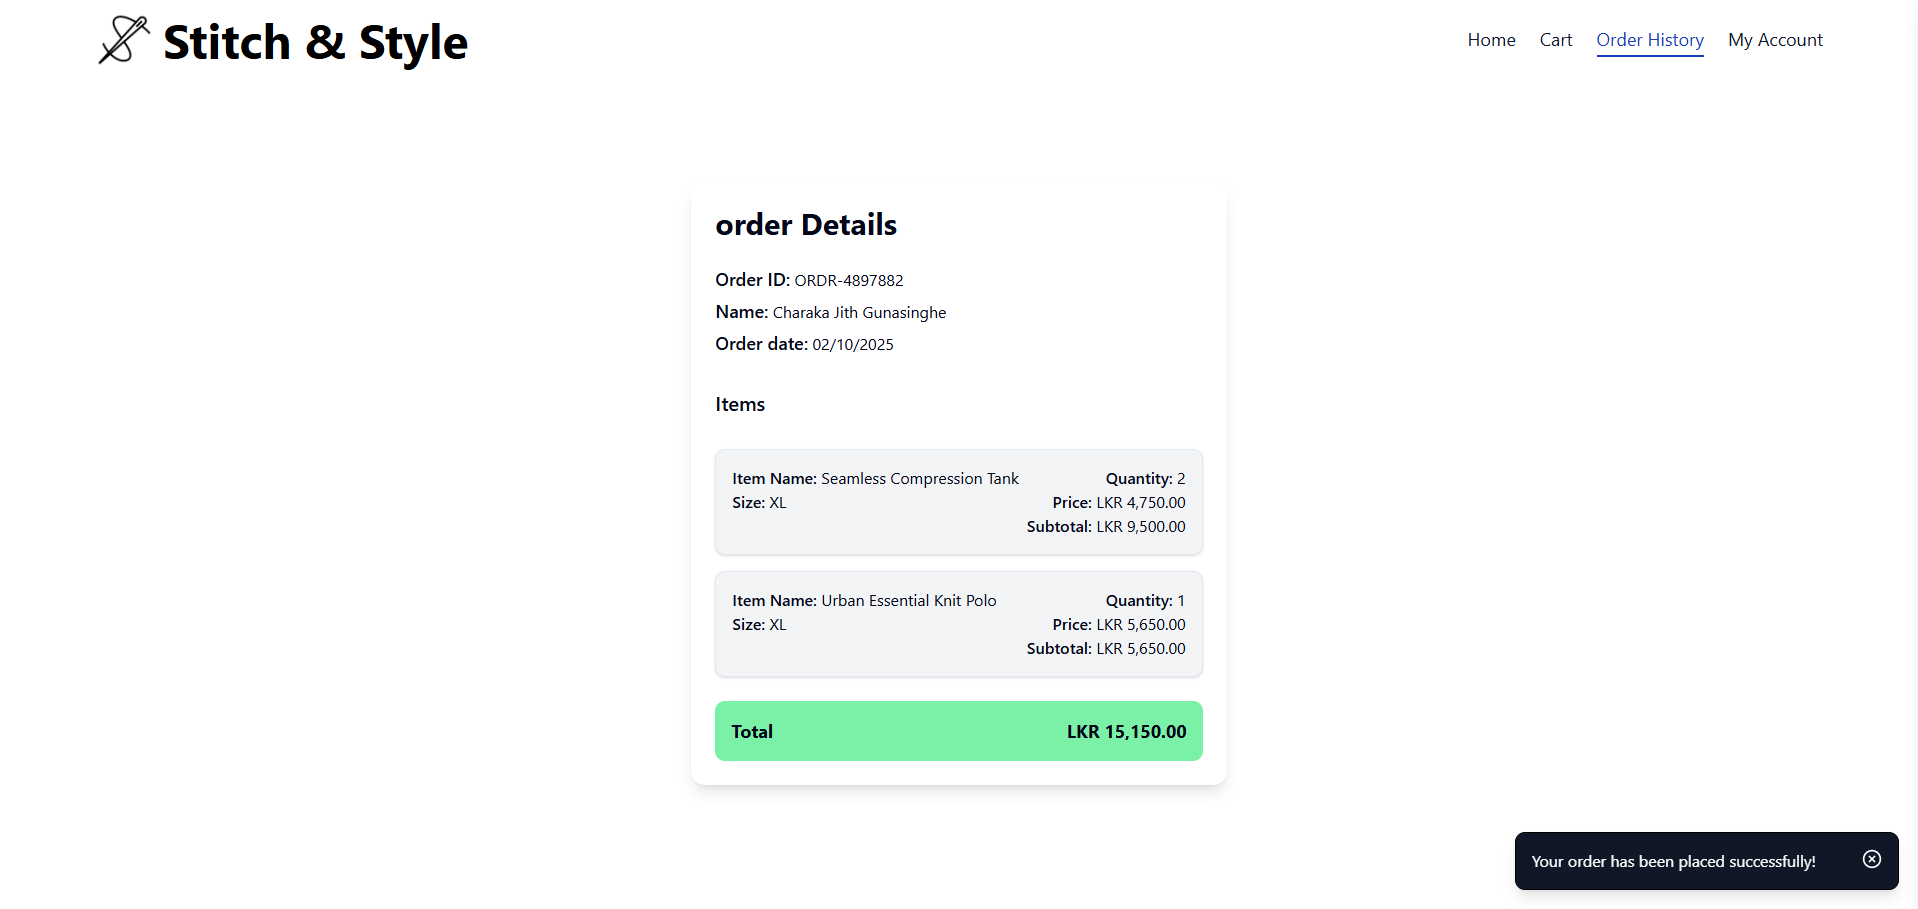 Stitch & Style
Home Cart Order History My Account
order Details
Order ID: ORDR-4897882
Name: Charaka Jith Gunasinghe
Order date: 02/10/2025
Items
Item Name: Seamless Compression Tank Quantity: 2
Size: XL Price: LKR 4,750.00
Subtotal: LKR 9,500.00
Item Name: Urban Essential Knit Polo Quantity: 1
Size: XL Price: LKR 5,650.00
Subtotal: LKR 5,650.00
Total LKR 15,150.00
Your order has been placed successfully!